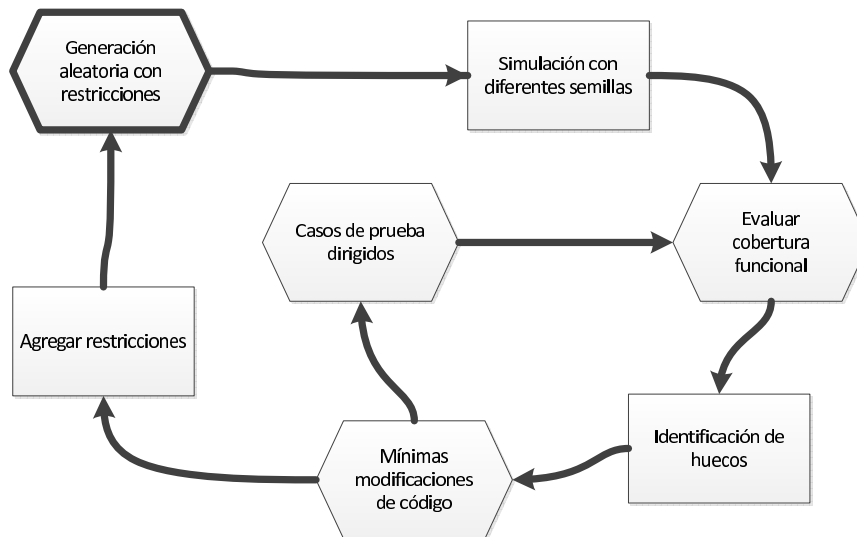 Generación
aleatoria con
restricciones
Simulación con
diferentes semillas
Casos de prueba
dirigidos
Evaluar
cobertura
funcional
Agregar restricciones
Mínimas
modificaciones
de código
Identificación de
huecos